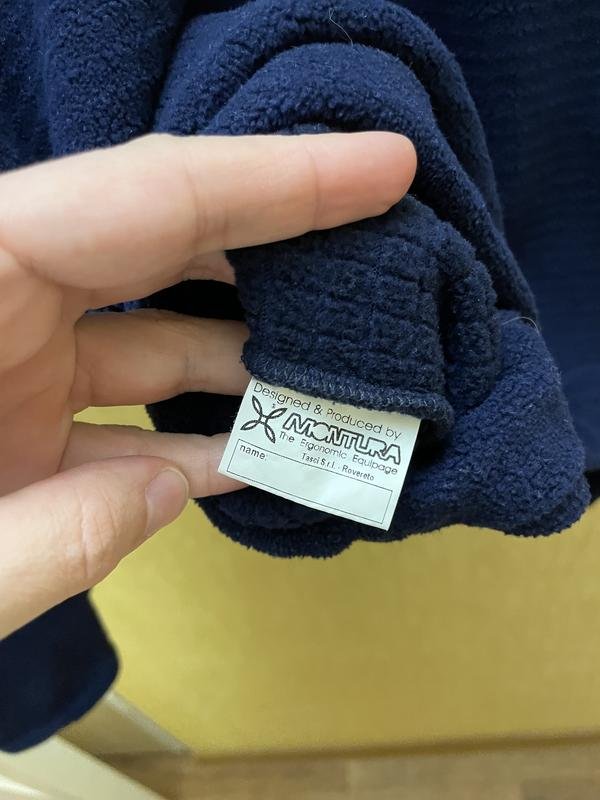 Designed & Produced by
MONTURA
The Ergonomic Equipage
name:
Tasci S.r.l. - Rovereto